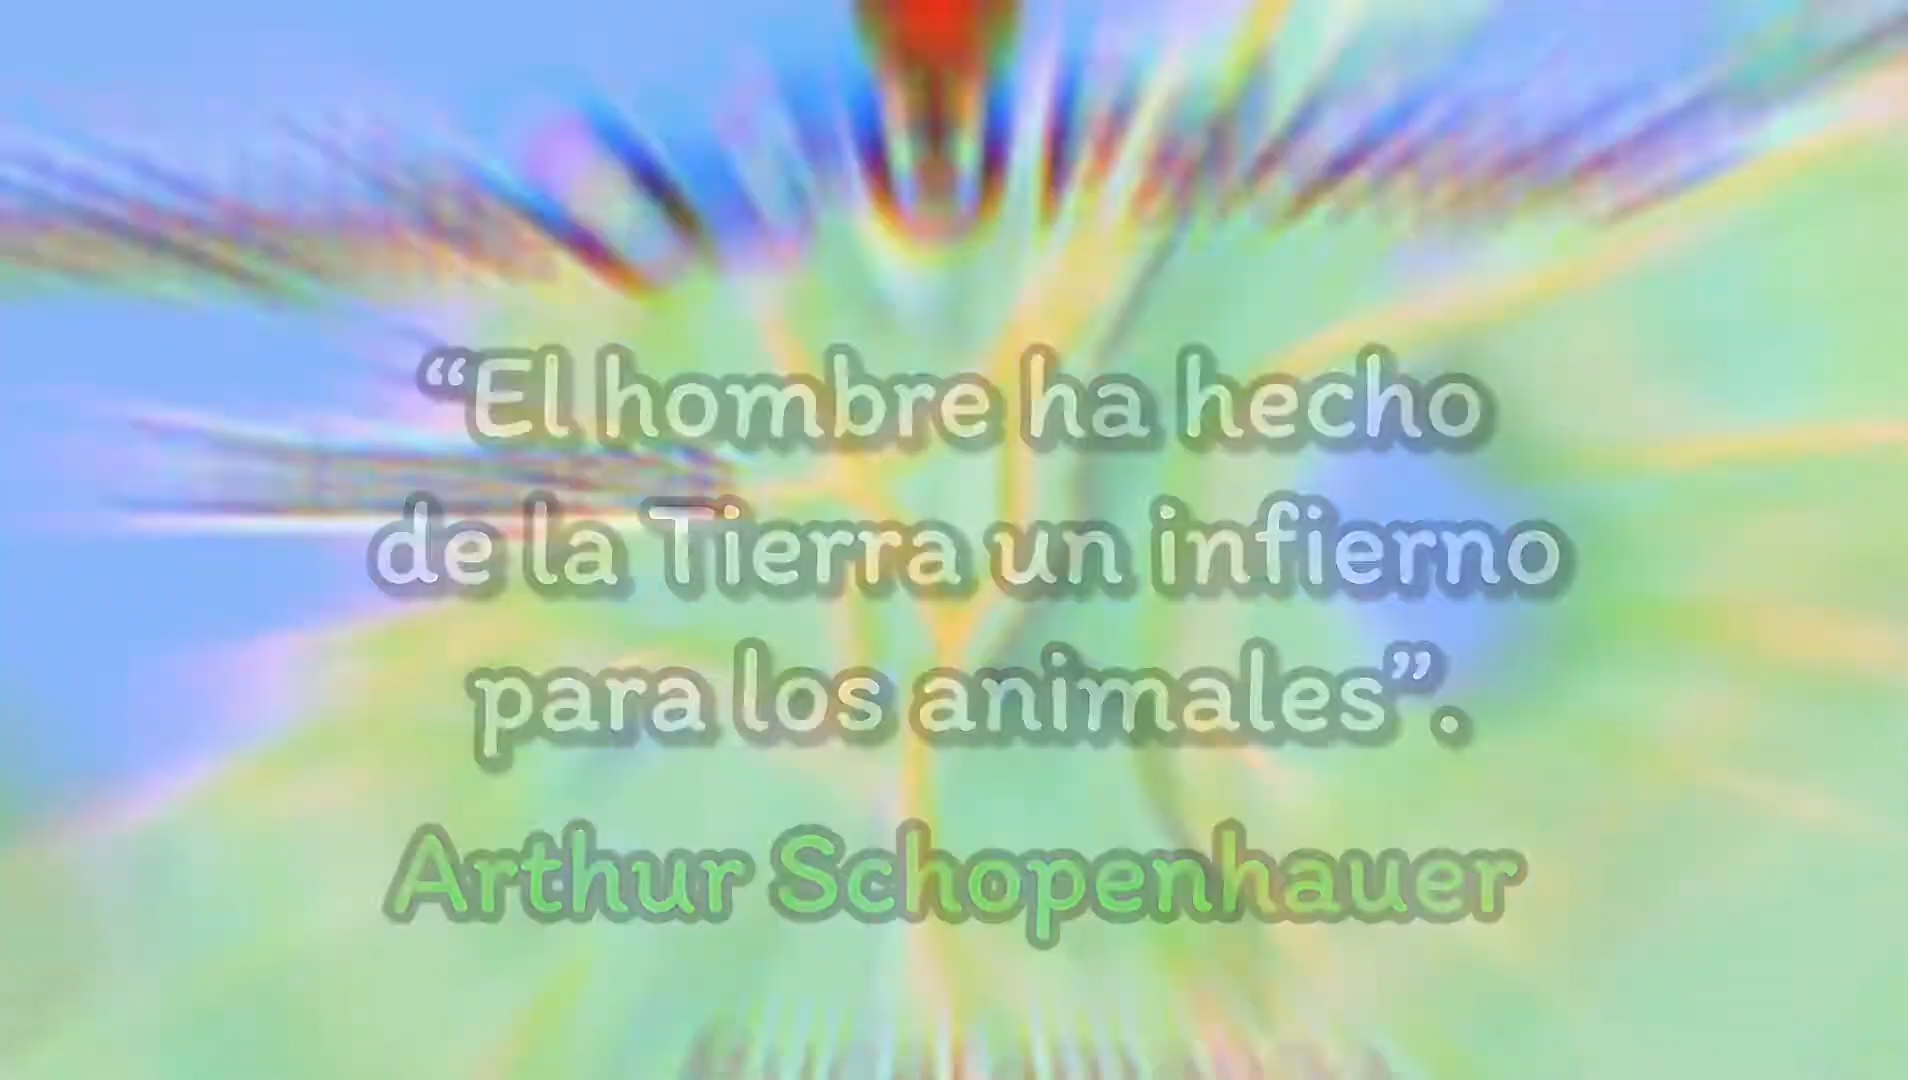 “El hombre ha hecho
de la Tierra un infierno
para los animales”.
Arthur Schopenhauer